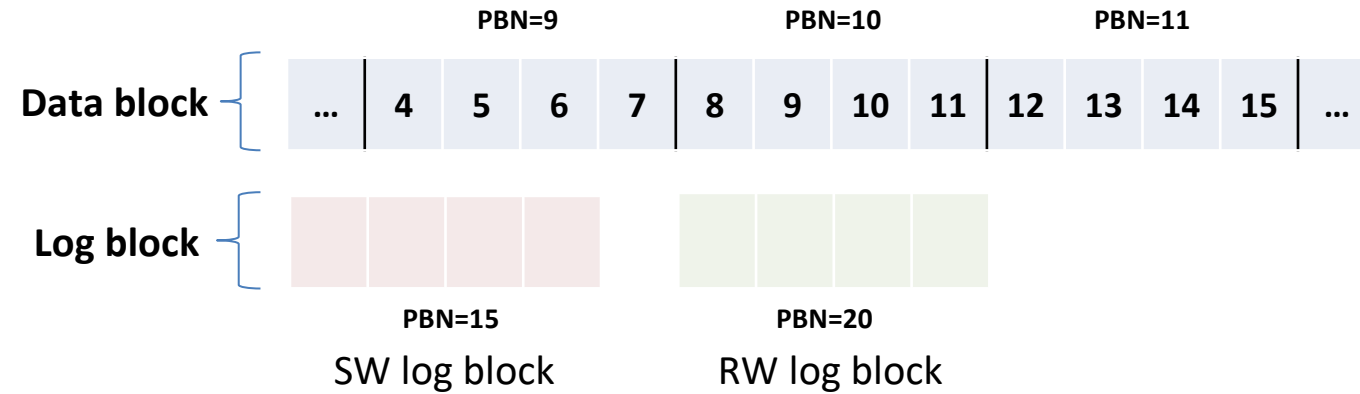 PBN=9 PBN=10 PBN=11
Data block … 4 5 6 7 8 9 10 11 12 13 14 15 …
Log block
PBN=15 PBN=20
SW log block RW log block